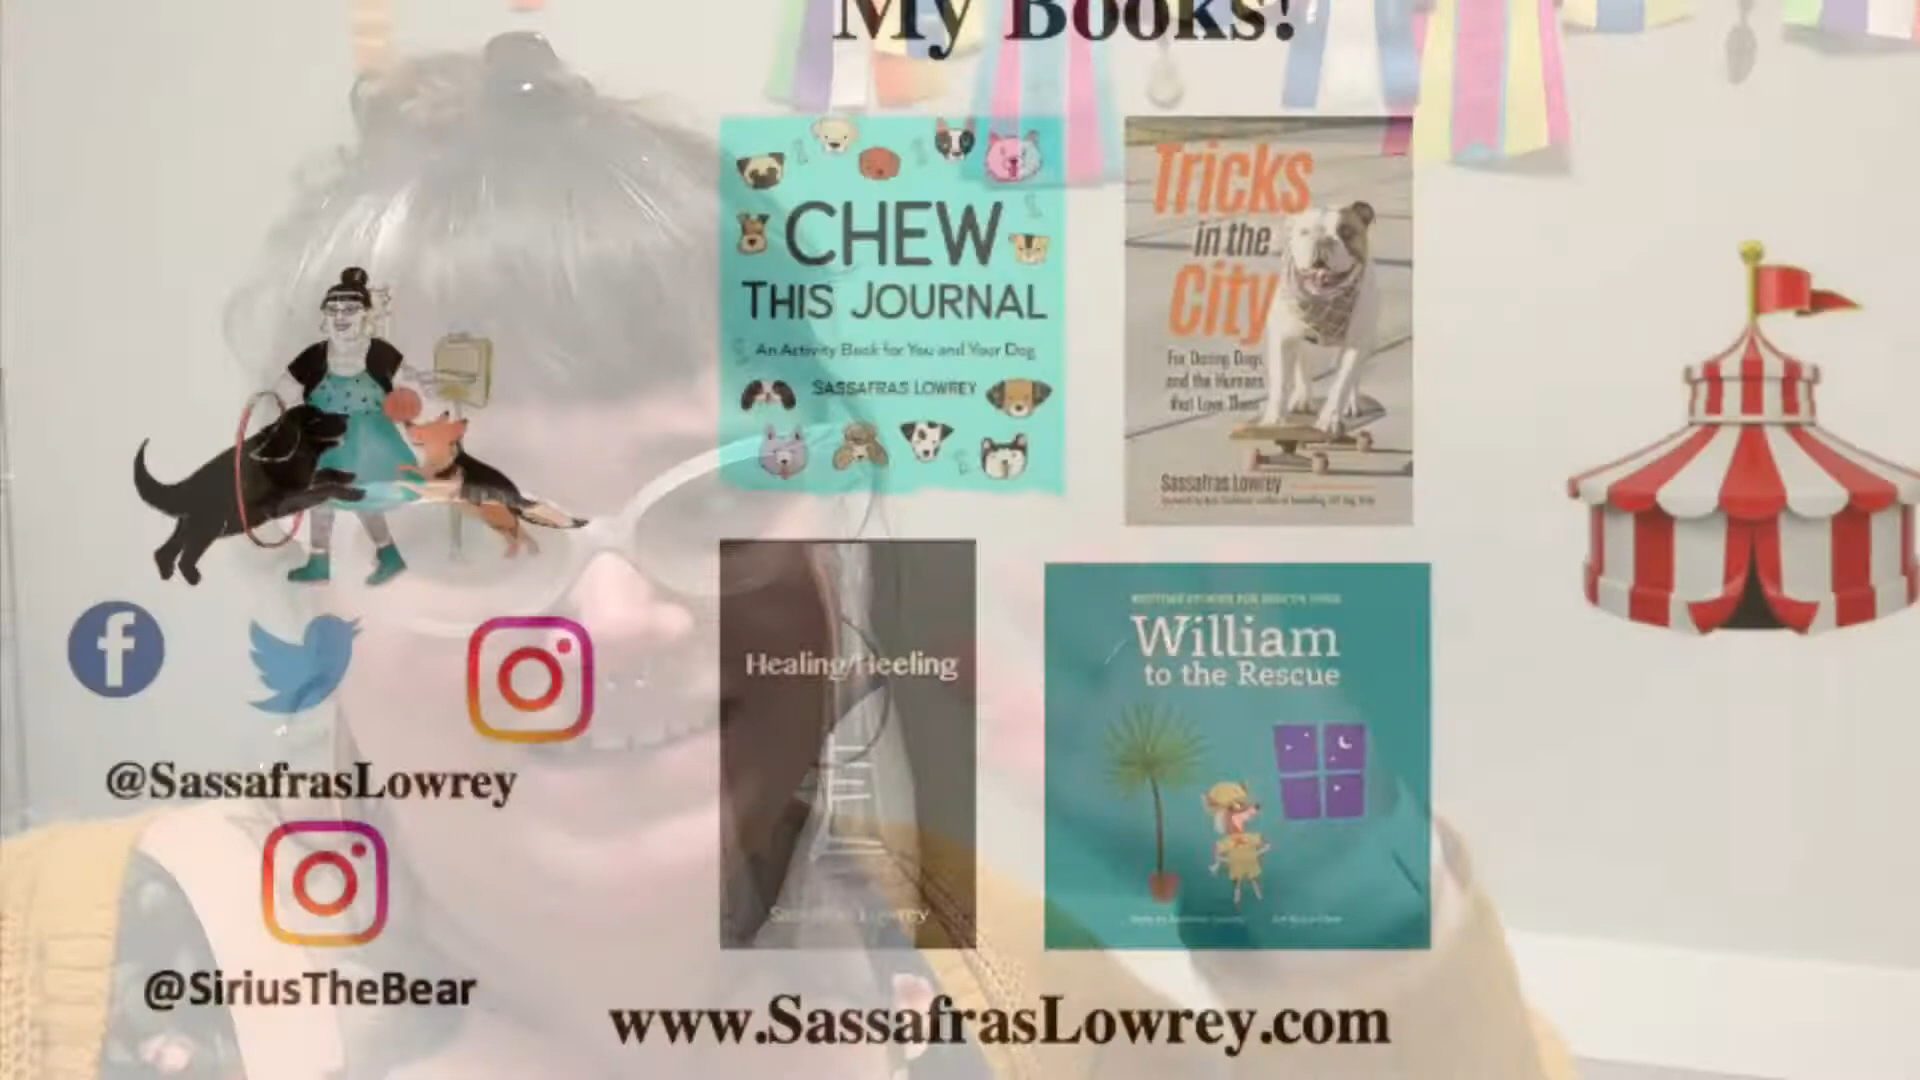 My Books!
CHEW
THIS JOURNAL
An Activity Book for You and Your Dog
SASSAFRAS LOWREY
Tricks
in the
City
For Daring Dogs
and the Humans
that Love Them
Sassafras Lowrey
Healing/Heeling
Sassafras Lowrey
William
to the Rescue
@SassafrasLowrey
@SiriusTheBear
www.SassafrasLowrey.com